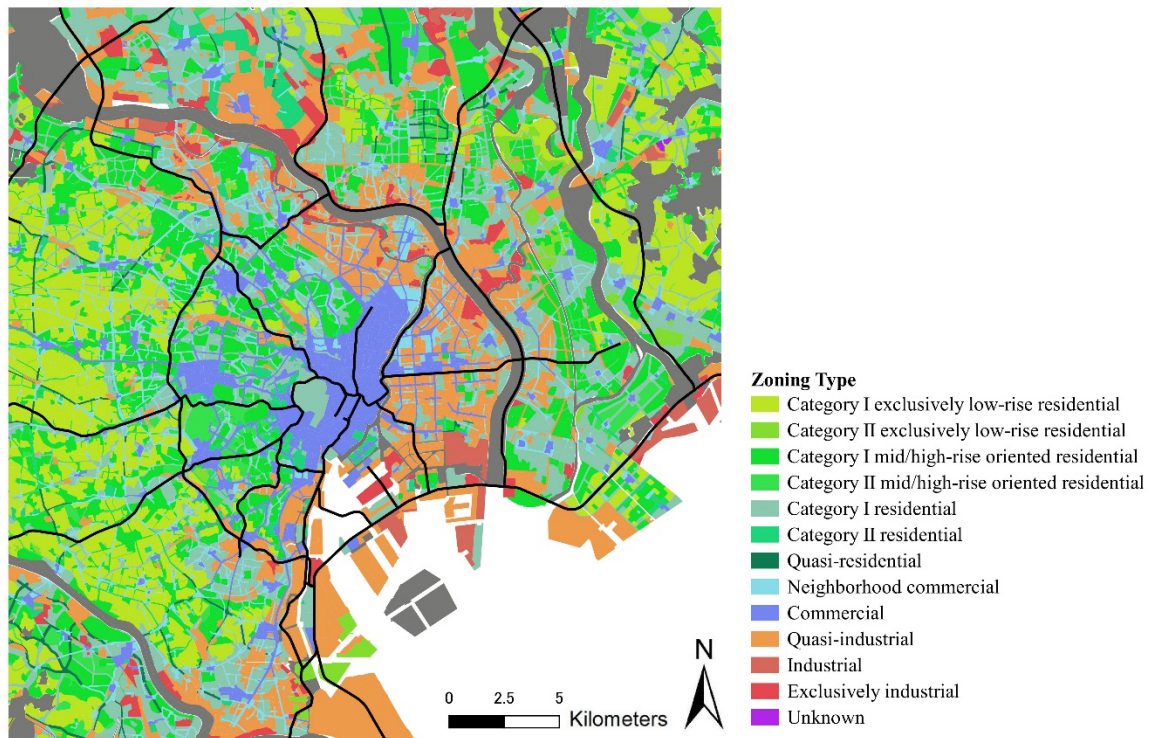 Zoning Type
Category I exclusively low-rise residential
Category II exclusively low-rise residential
Category I mid/high-rise oriented residential
Category II mid/high-rise oriented residential
Category I residential
Category II residential
Quasi-residential
Neighborhood commercial
Commercial
Quasi-industrial
Industrial
Exclusively industrial
Unknown
N
0 2.5 5
Kilometers